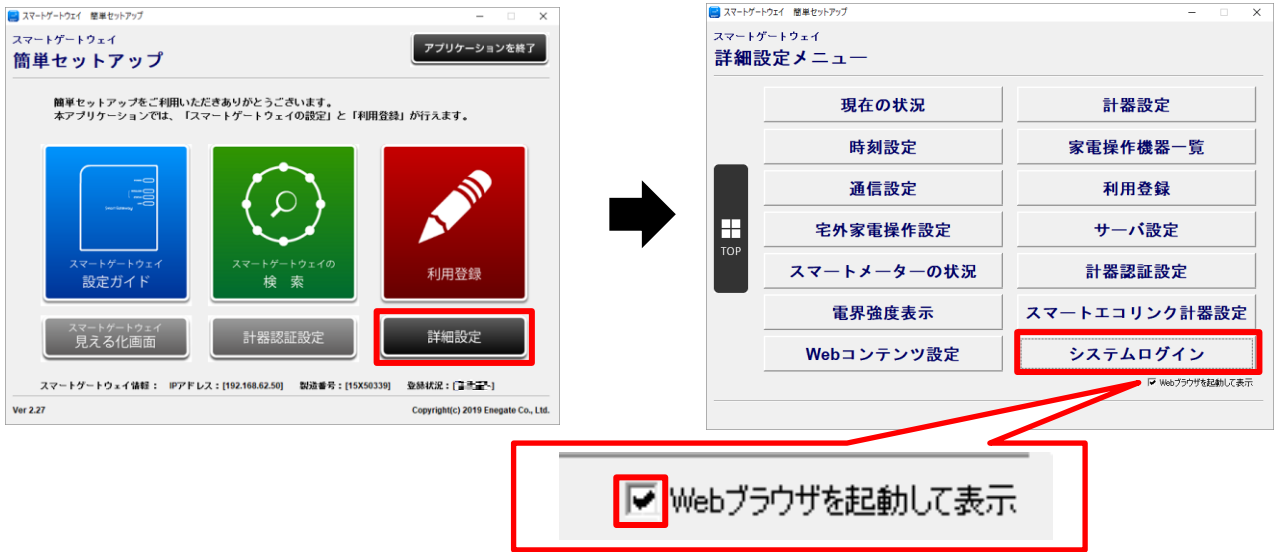 スマートゲートウェイ 簡単セットアップ
スマートゲートウェイ
簡単セットアップ
アプリケーションを終了
簡単セットアップをご利用いただきありがとうございます。
本アプリケーションでは、「スマートゲートウェイの設定」と「利用登録」が行えます。
スマートゲートウェイ
設定ガイド
スマートゲートウェイの
検 索
利用登録
スマートゲートウェイ
見える化画面
計器認証設定
詳細設定
スマートゲートウェイ情報： IPアドレス：[192.168.62.50] 製造番号：[15X50339] 登録状況：[
Ver 2.27
Copyright(c) 2019 Enegate Co., Ltd.
スマートゲートウェイ 簡単セットアップ
スマートゲートウェイ
詳細設定メニュー
TOP
現在の状況
計器設定
時刻設定
家電操作機器一覧
通信設定
利用登録
宅外家電操作設定
サーバ設定
スマートメーターの状況
計器認証設定
電界強度表示
スマートエコリンク計器設定
Webコンテンツ設定
システムログイン
Webブラウザを起動して表示
Webブラウザを起動して表示